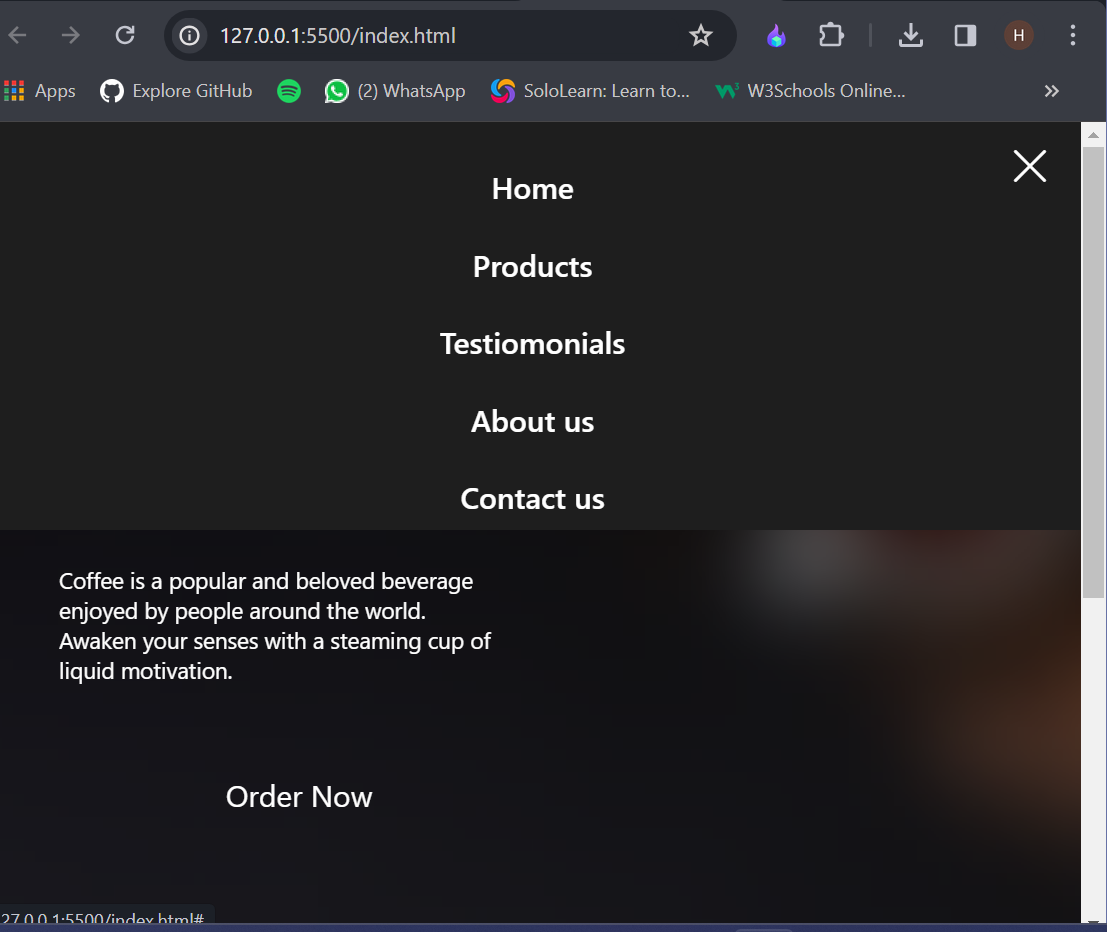 127.0.0.1:5500/index.html
H
Apps
Explore GitHub
(2) WhatsApp
SoloLearn: Learn to...
W3Schools Online...
Home
Products
Testiomonials
About us
Contact us
Coffee is a popular and beloved beverage
enjoyed by people around the world.
Awaken your senses with a steaming cup of
liquid motivation.
Order Now
27.0.0.1:5500/index.html#